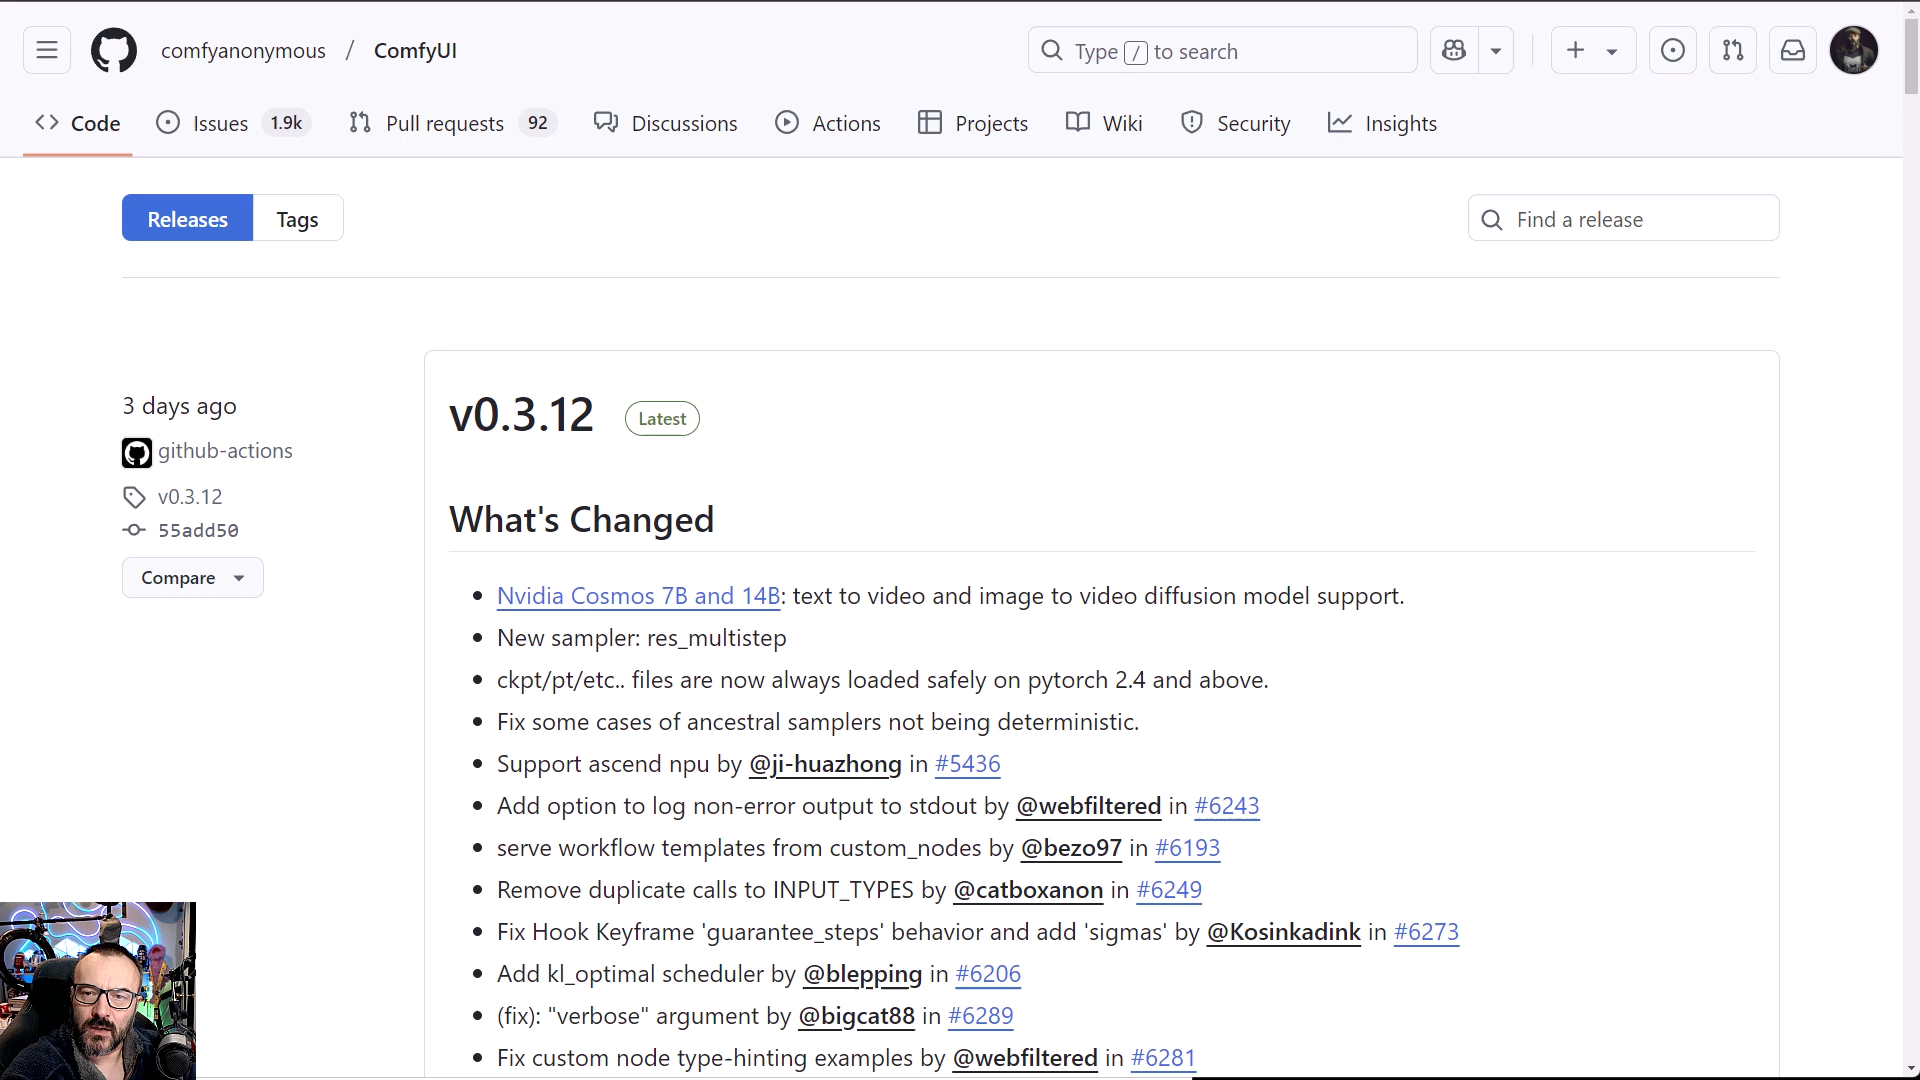 comfyanonymous / ComfyUI
Type / to search
Code
Issues 1.9k
Pull requests 92
Discussions
Actions
Projects
Wiki
Security
Insights
Releases
Tags
Find a release
3 days ago
github-actions
v0.3.12
55add50
Compare
v0.3.12 Latest
What's Changed
Nvidia Cosmos 7B and 14B: text to video and image to video diffusion model support.
New sampler: res_multistep
ckpt/pt/etc.. files are now always loaded safely on pytorch 2.4 and above.
Fix some cases of ancestral samplers not being deterministic.
Support ascend npu by @ji-huazhong in #5436
Add option to log non-error output to stdout by @webfiltered in #6243
serve workflow templates from custom_nodes by @bezo97 in #6193
Remove duplicate calls to INPUT_TYPES by @catboxanon in #6249
Fix Hook Keyframe 'guarantee_steps' behavior and add 'sigmas' by @Kosinkadink in #6273
Add kl_optimal scheduler by @blepping in #6206
(fix): "verbose" argument by @bigcat88 in #6289
Fix custom node type-hinting examples by @webfiltered in #6281